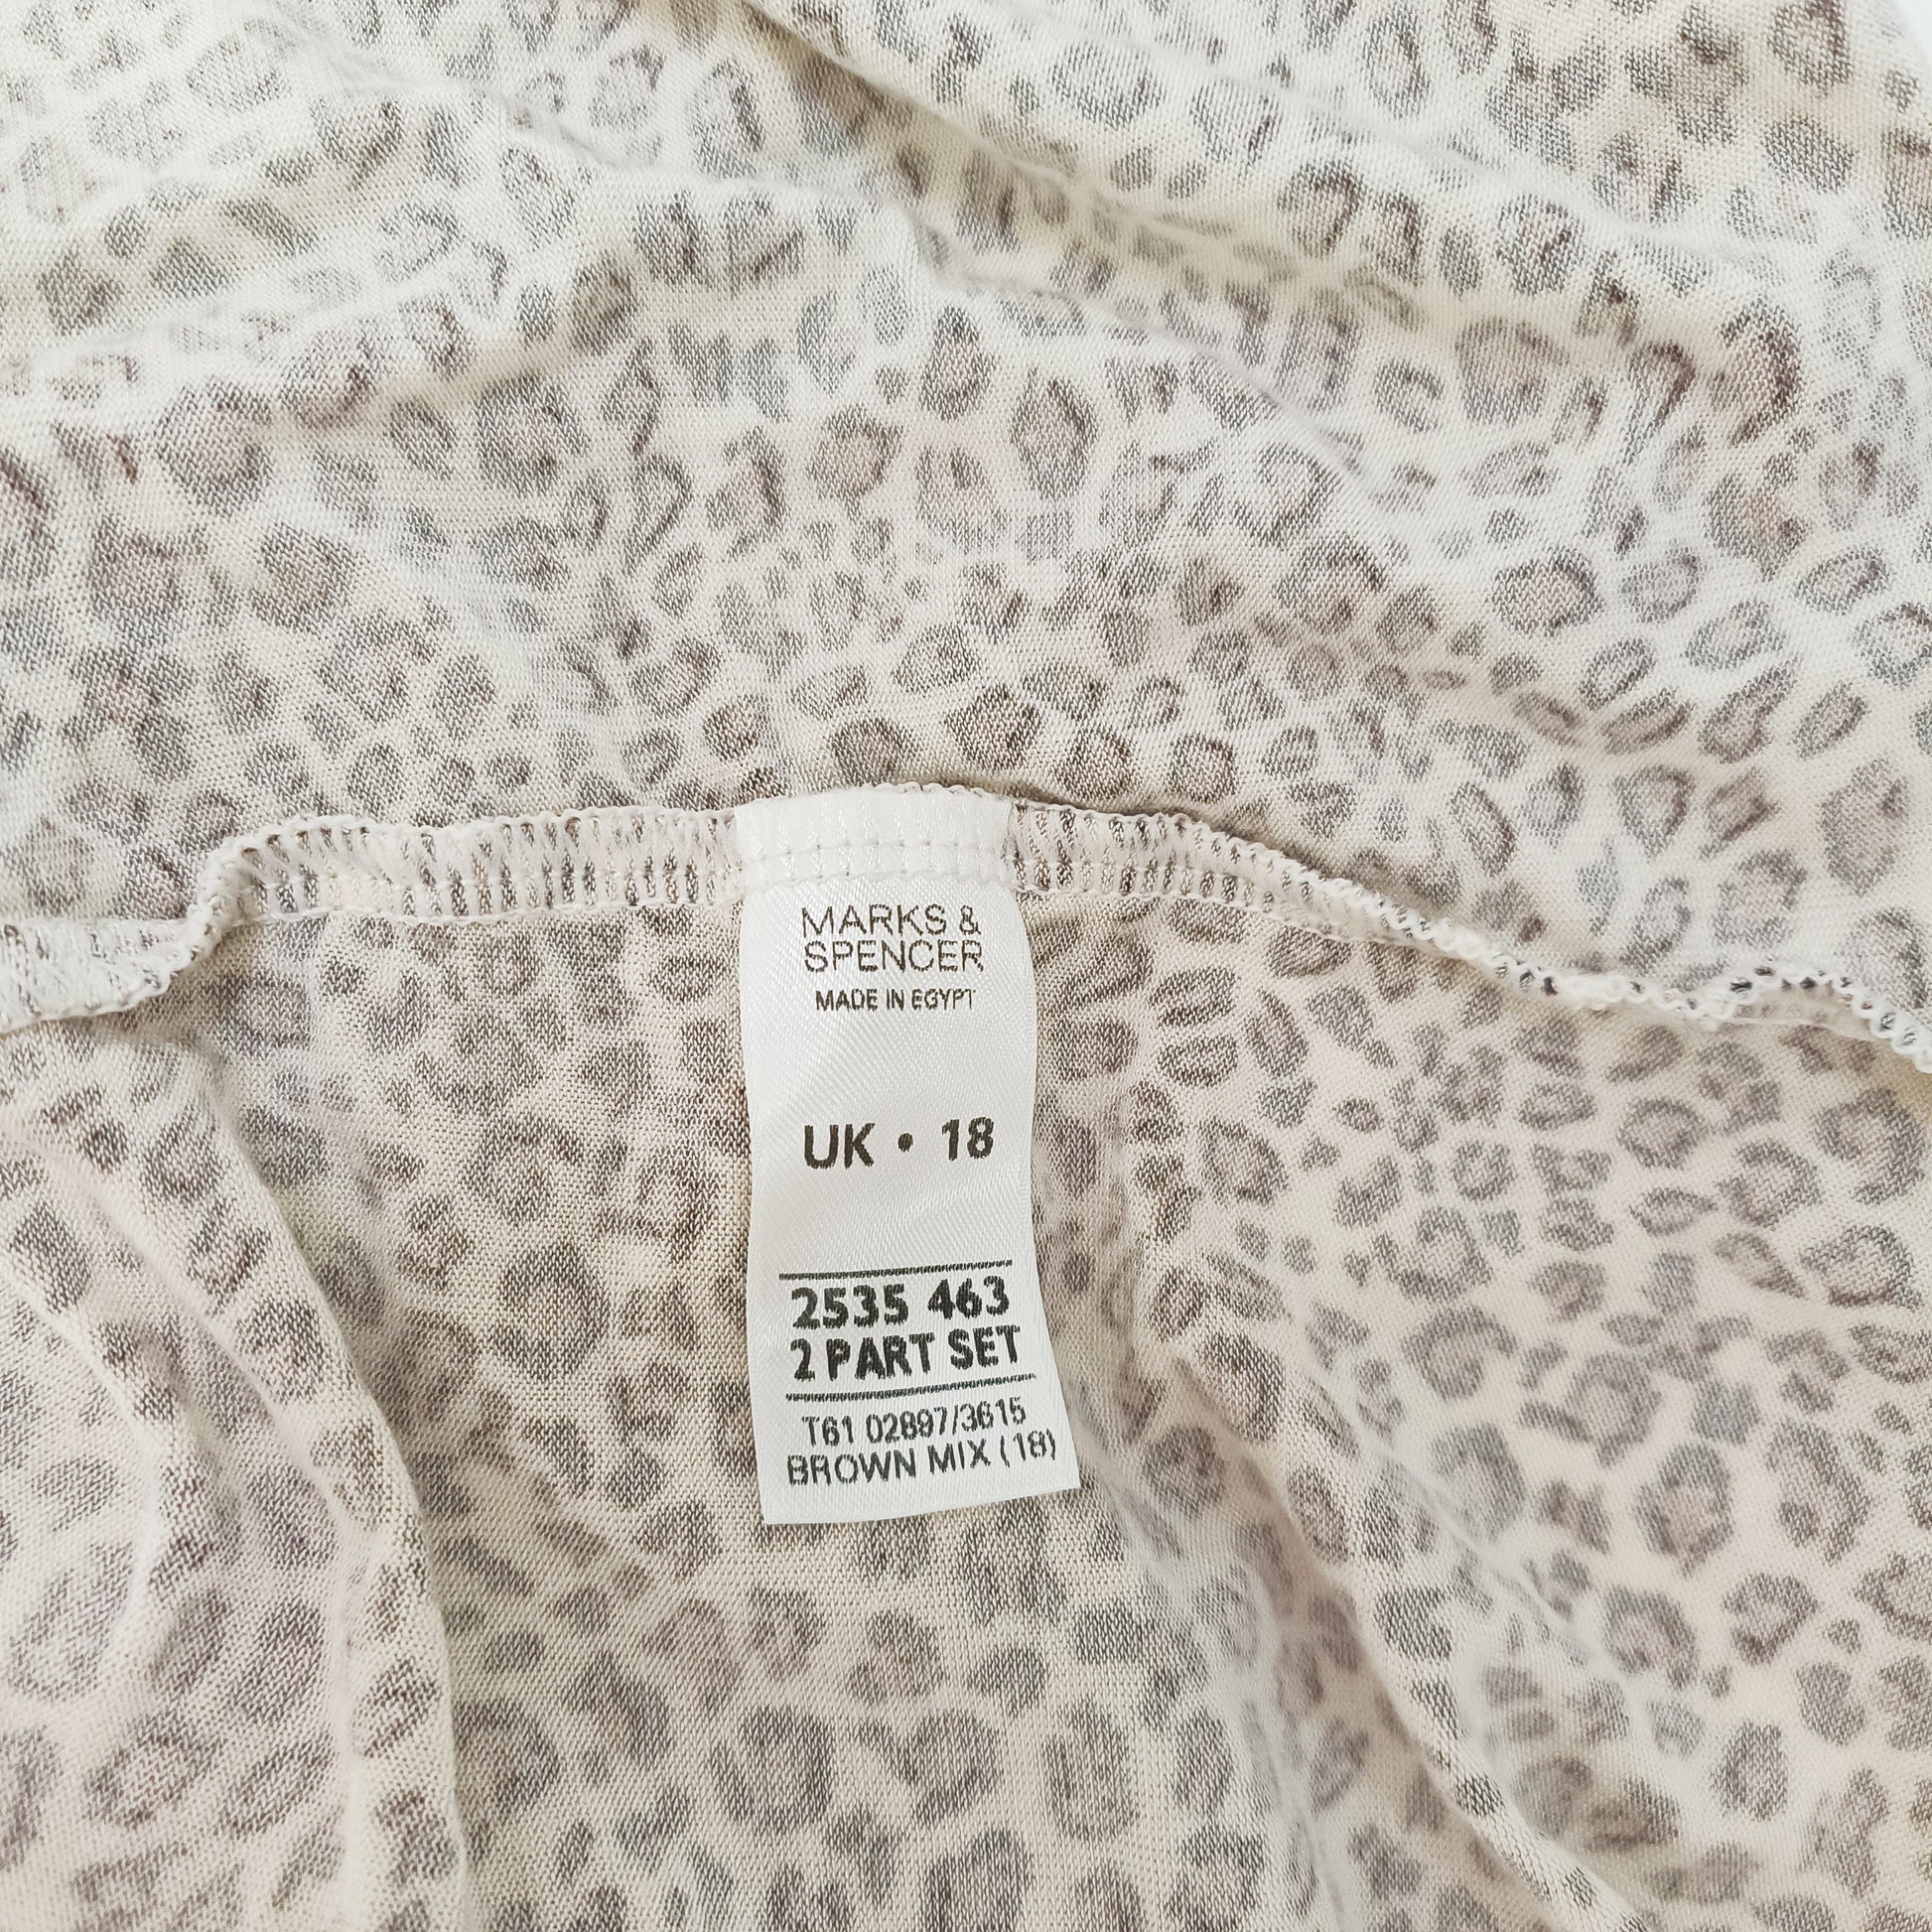 MARKS &
SPENCER
MADE IN EGYPT
UK • 18
2535 463
2 PART SET
T61 02897/3615
BROWN MIX (18)